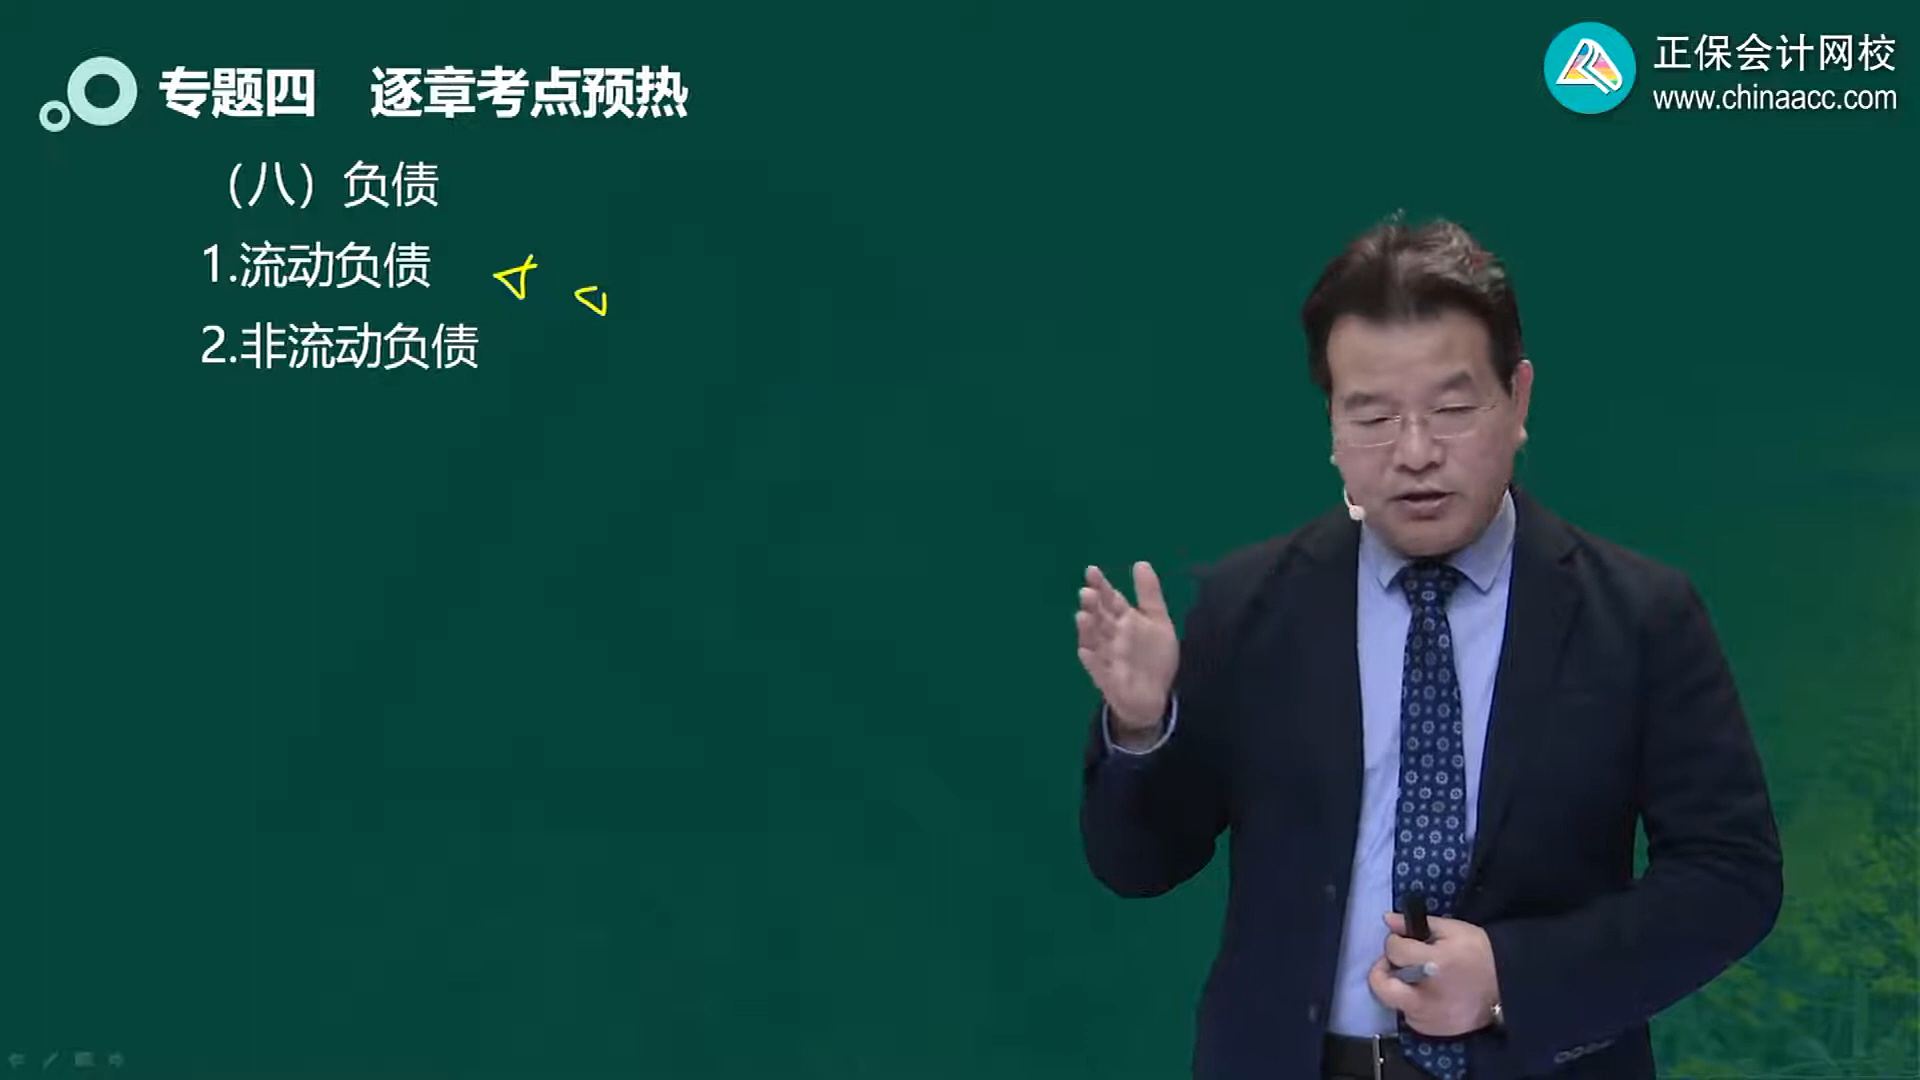 正保会计网校
www.chinaacc.com
专题四 逐章考点预热
（八）负债
1.流动负债
2.非流动负债